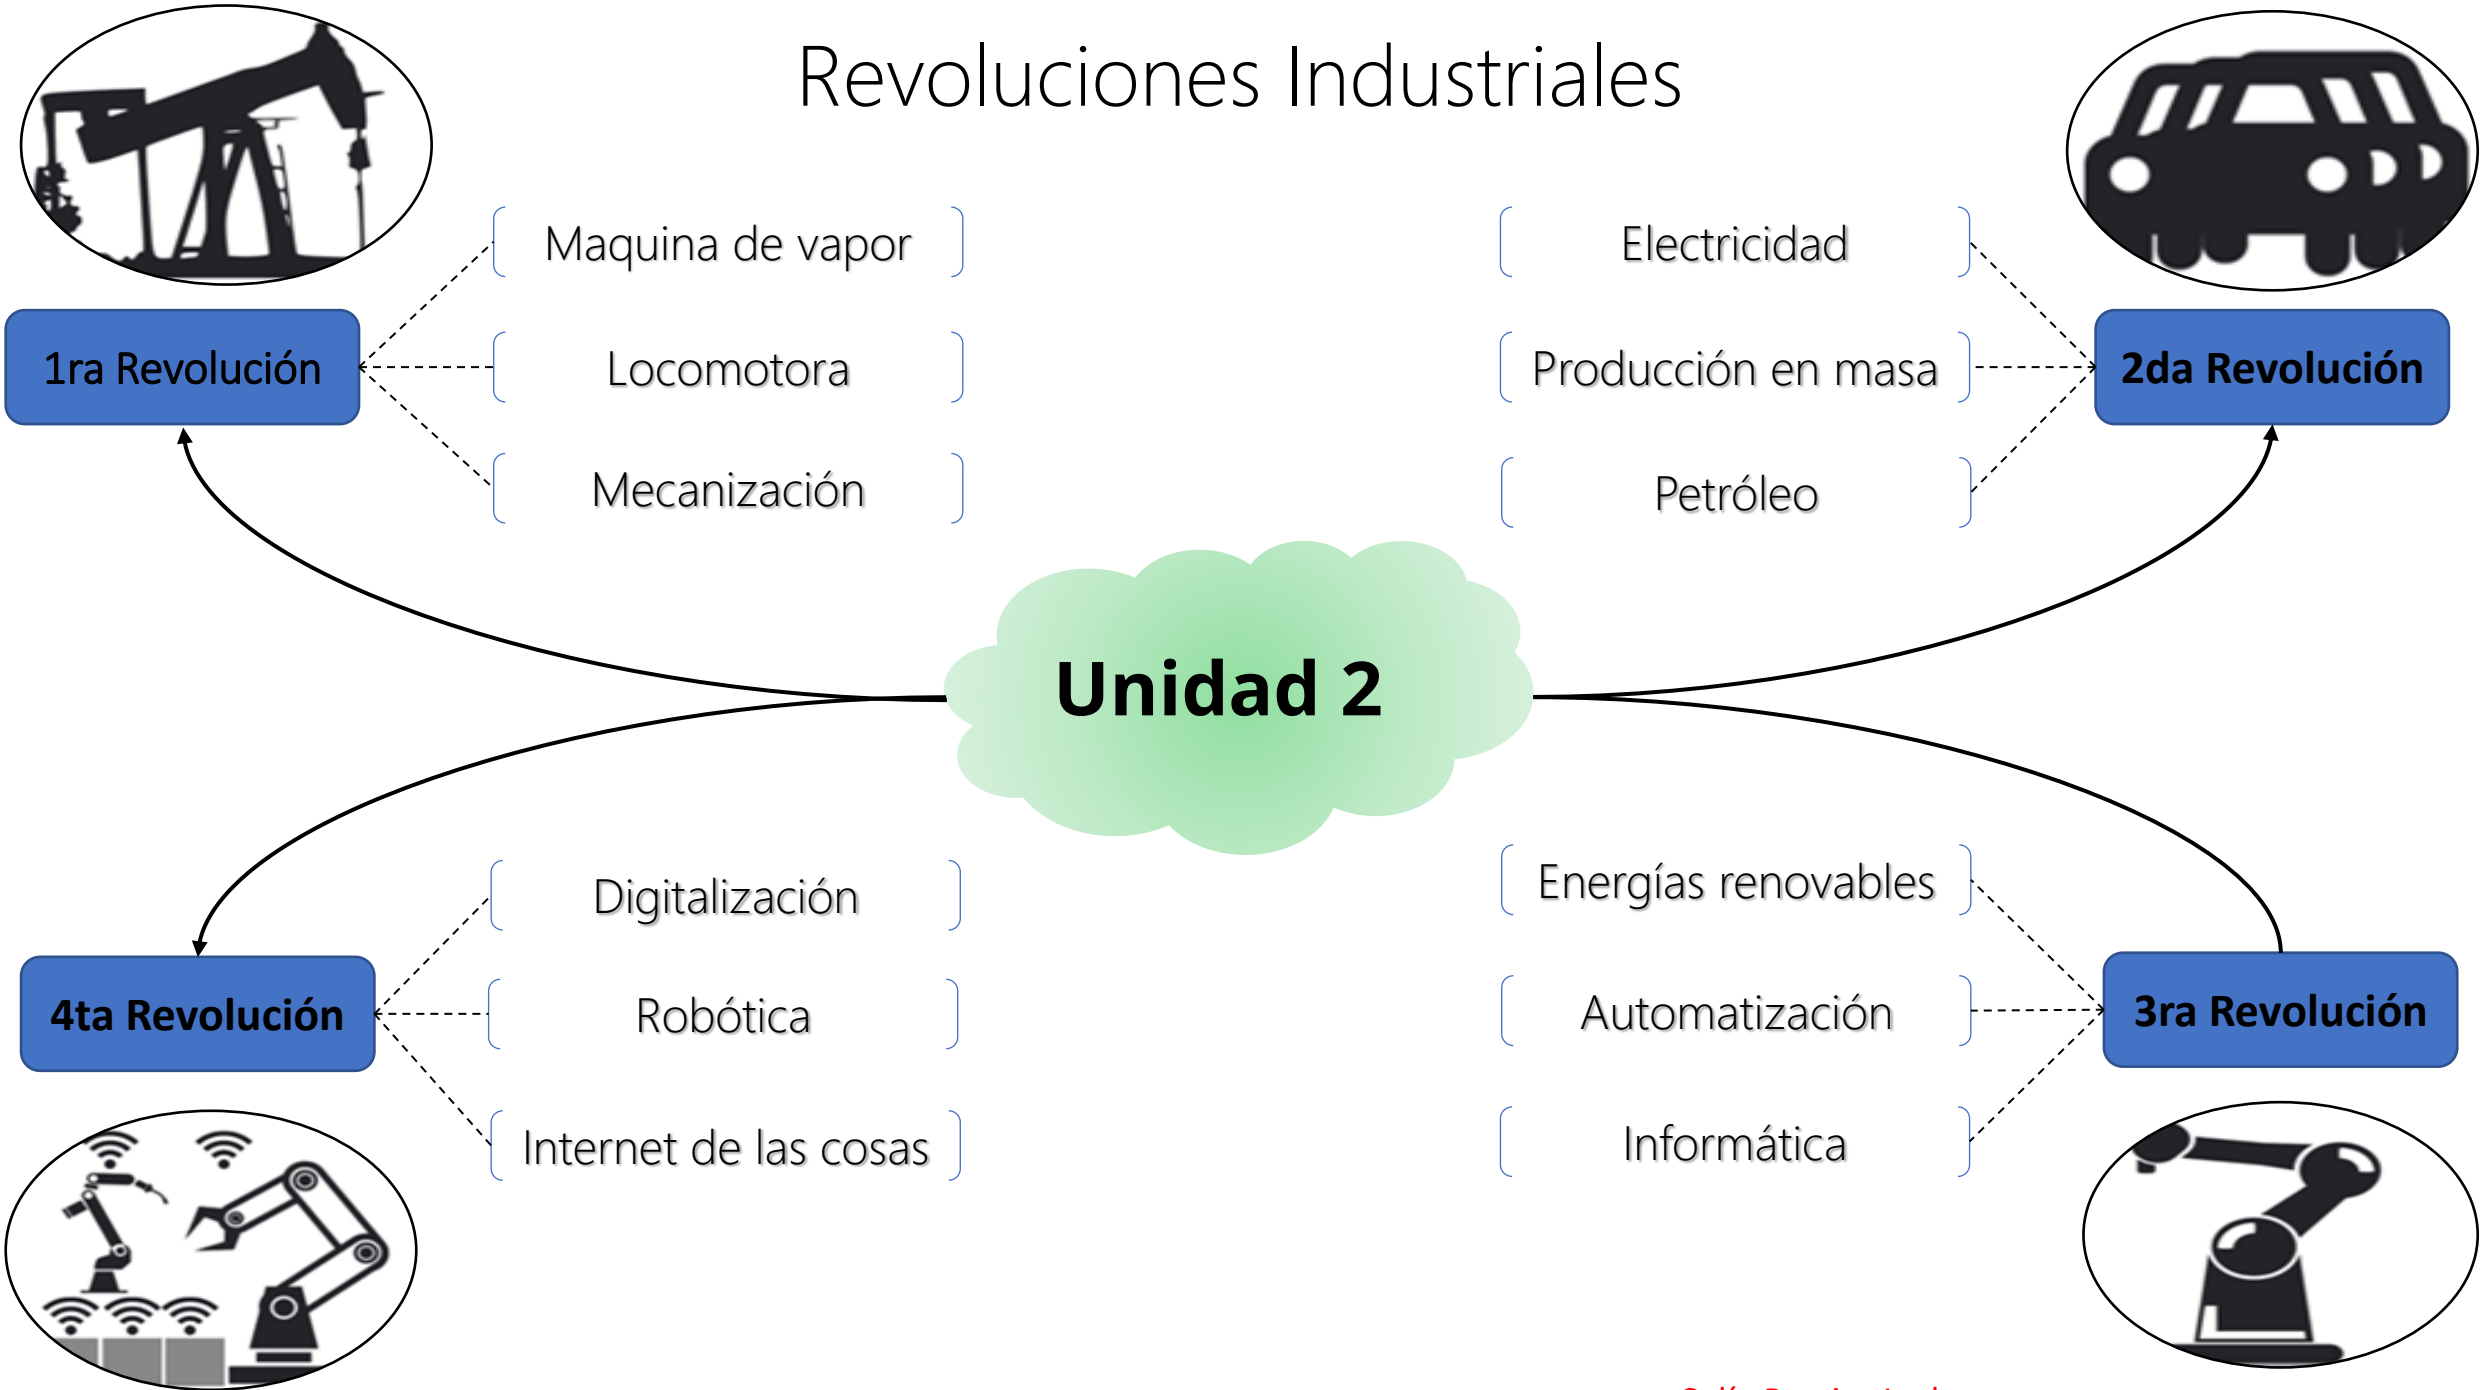 Revoluciones Industriales
1ra Revolución
Maquina de vapor
Locomotora
Mecanización
2da Revolución
Electricidad
Producción en masa
Petróleo
Unidad 2
4ta Revolución
Digitalización
Robótica
Internet de las cosas
3ra Revolución
Energías renovables
Automatización
Informática